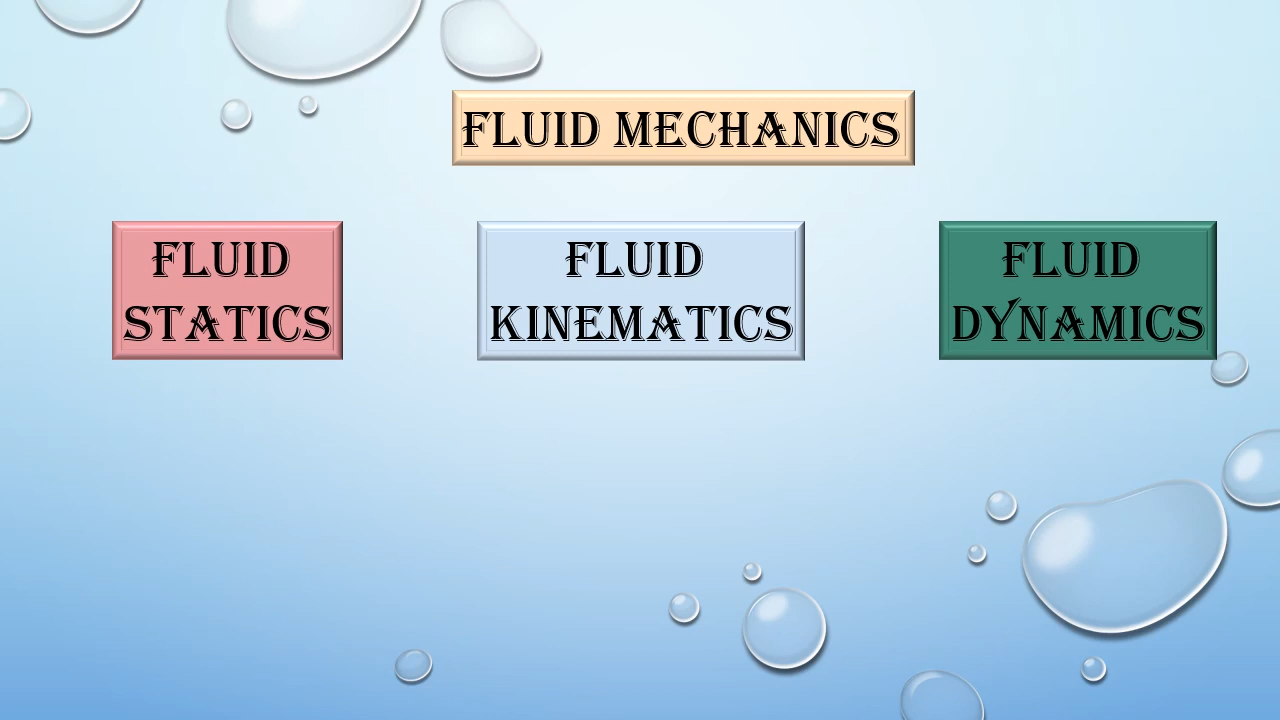 FLUID MECHANICS
FLUID
STATICS
FLUID
KINEMATICS
FLUID
DYNAMICS